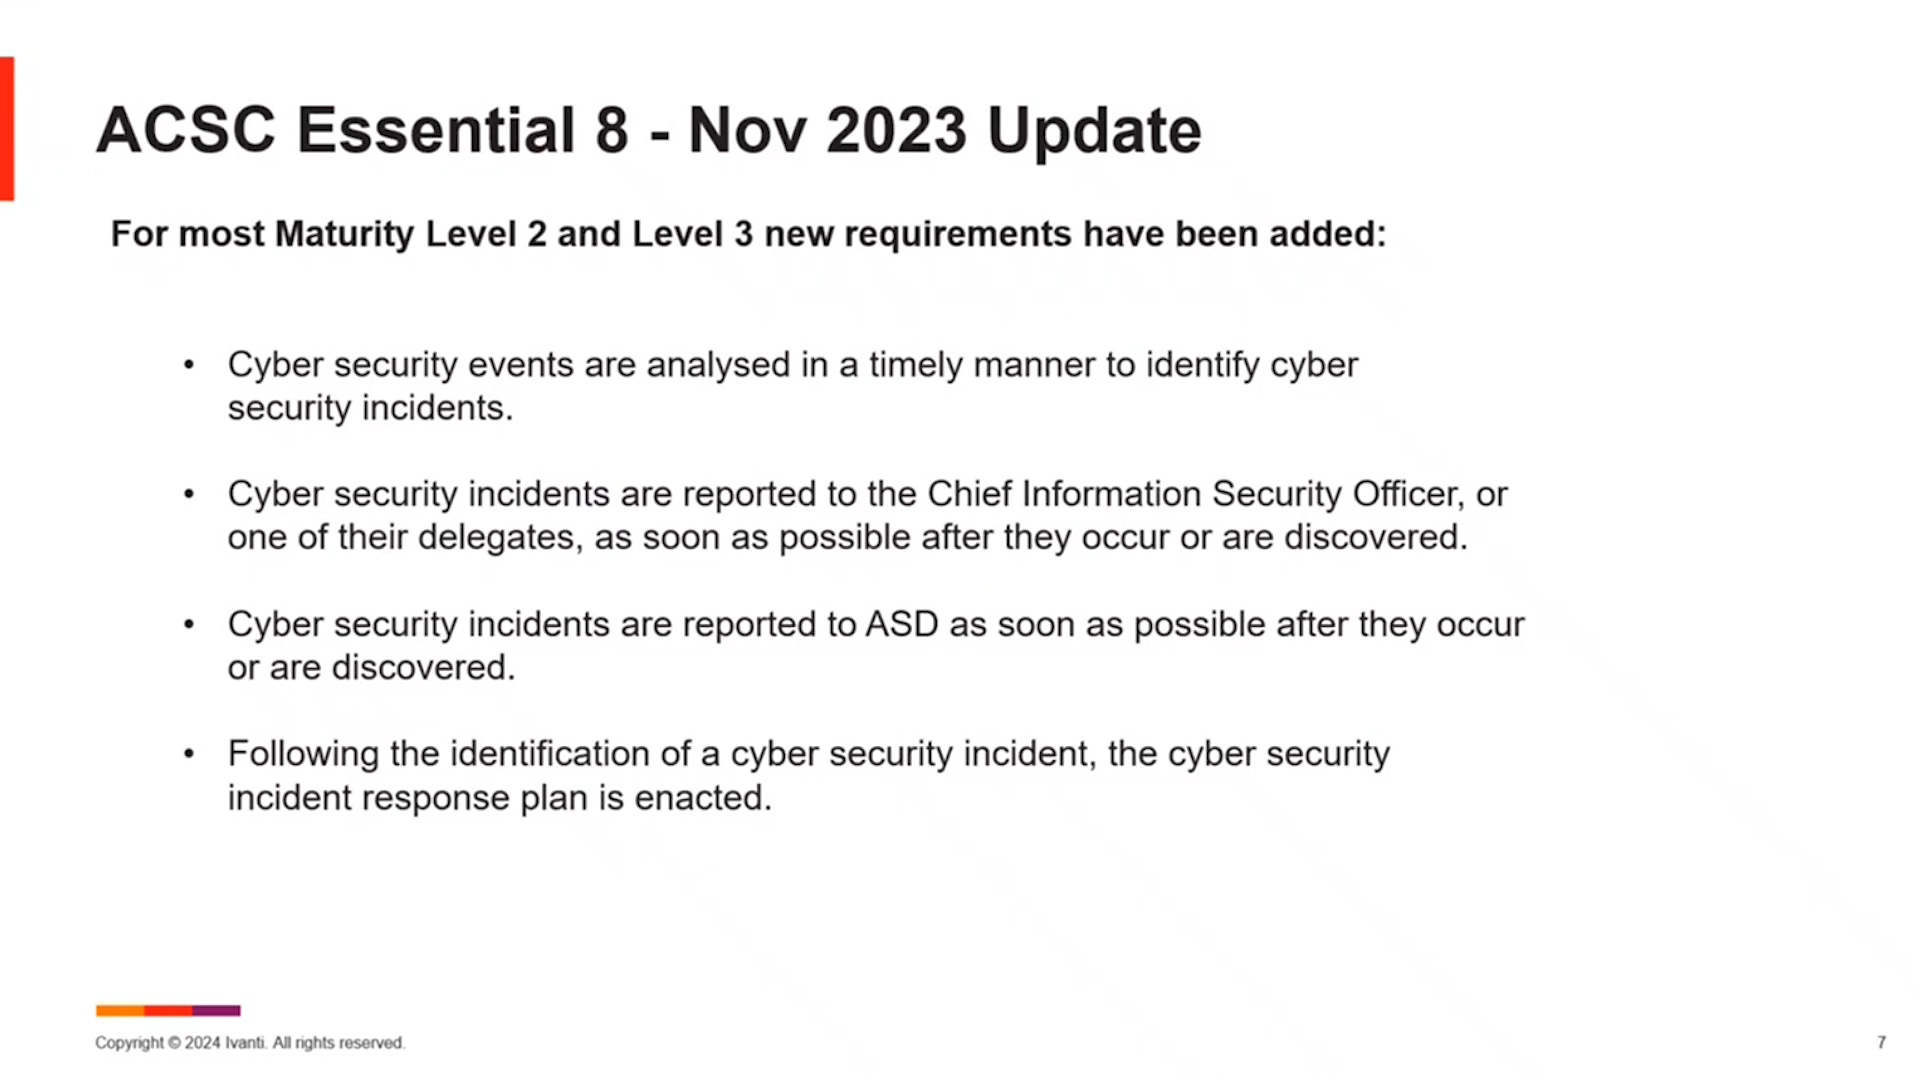 ACSC Essential 8 - Nov 2023 Update
For most Maturity Level 2 and Level 3 new requirements have been added:
• Cyber security events are analysed in a timely manner to identify cyber
security incidents.
• Cyber security incidents are reported to the Chief Information Security Officer, or
one of their delegates, as soon as possible after they occur or are discovered.
• Cyber security incidents are reported to ASD as soon as possible after they occur
or are discovered.
• Following the identification of a cyber security incident, the cyber security
incident response plan is enacted.
Copyright © 2024 Ivanti. All rights reserved.
7